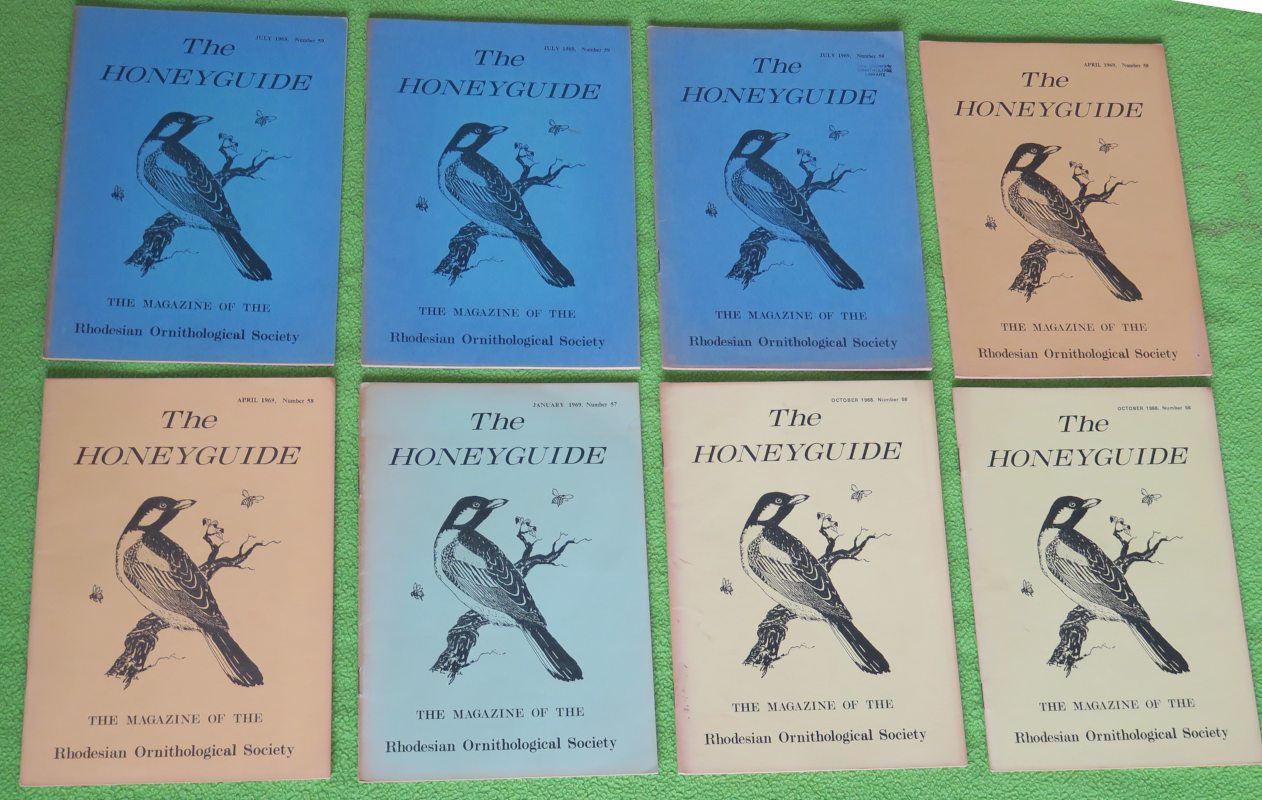 JULY 1969, Number 59
The
HONEYGUIDE
THE MAGAZINE OF THE
Rhodesian Ornithological Society
JULY 1969, Number 59
The
HONEYGUIDE
THE MAGAZINE OF THE
Rhodesian Ornithological Society
JULY 1969, Number 59
LIBRARY
The
HONEYGUIDE
THE MAGAZINE OF THE
Rhodesian Ornithological Society
APRIL 1969, Number 58
The
HONEYGUIDE
THE MAGAZINE OF THE
Rhodesian Ornithological Society
APRIL 1969, Number 58
The
HONEYGUIDE
THE MAGAZINE OF THE
Rhodesian Ornithological Society
JANUARY 1969, Number 57
The
HONEYGUIDE
THE MAGAZINE OF THE
Rhodesian Ornithological Society
OCTOBER 1968, Number 56
The
HONEYGUIDE
THE MAGAZINE OF THE
Rhodesian Ornithological Society
OCTOBER 1968, Number 56
The
HONEYGUIDE
THE MAGAZINE OF THE
Rhodesian Ornithological Society